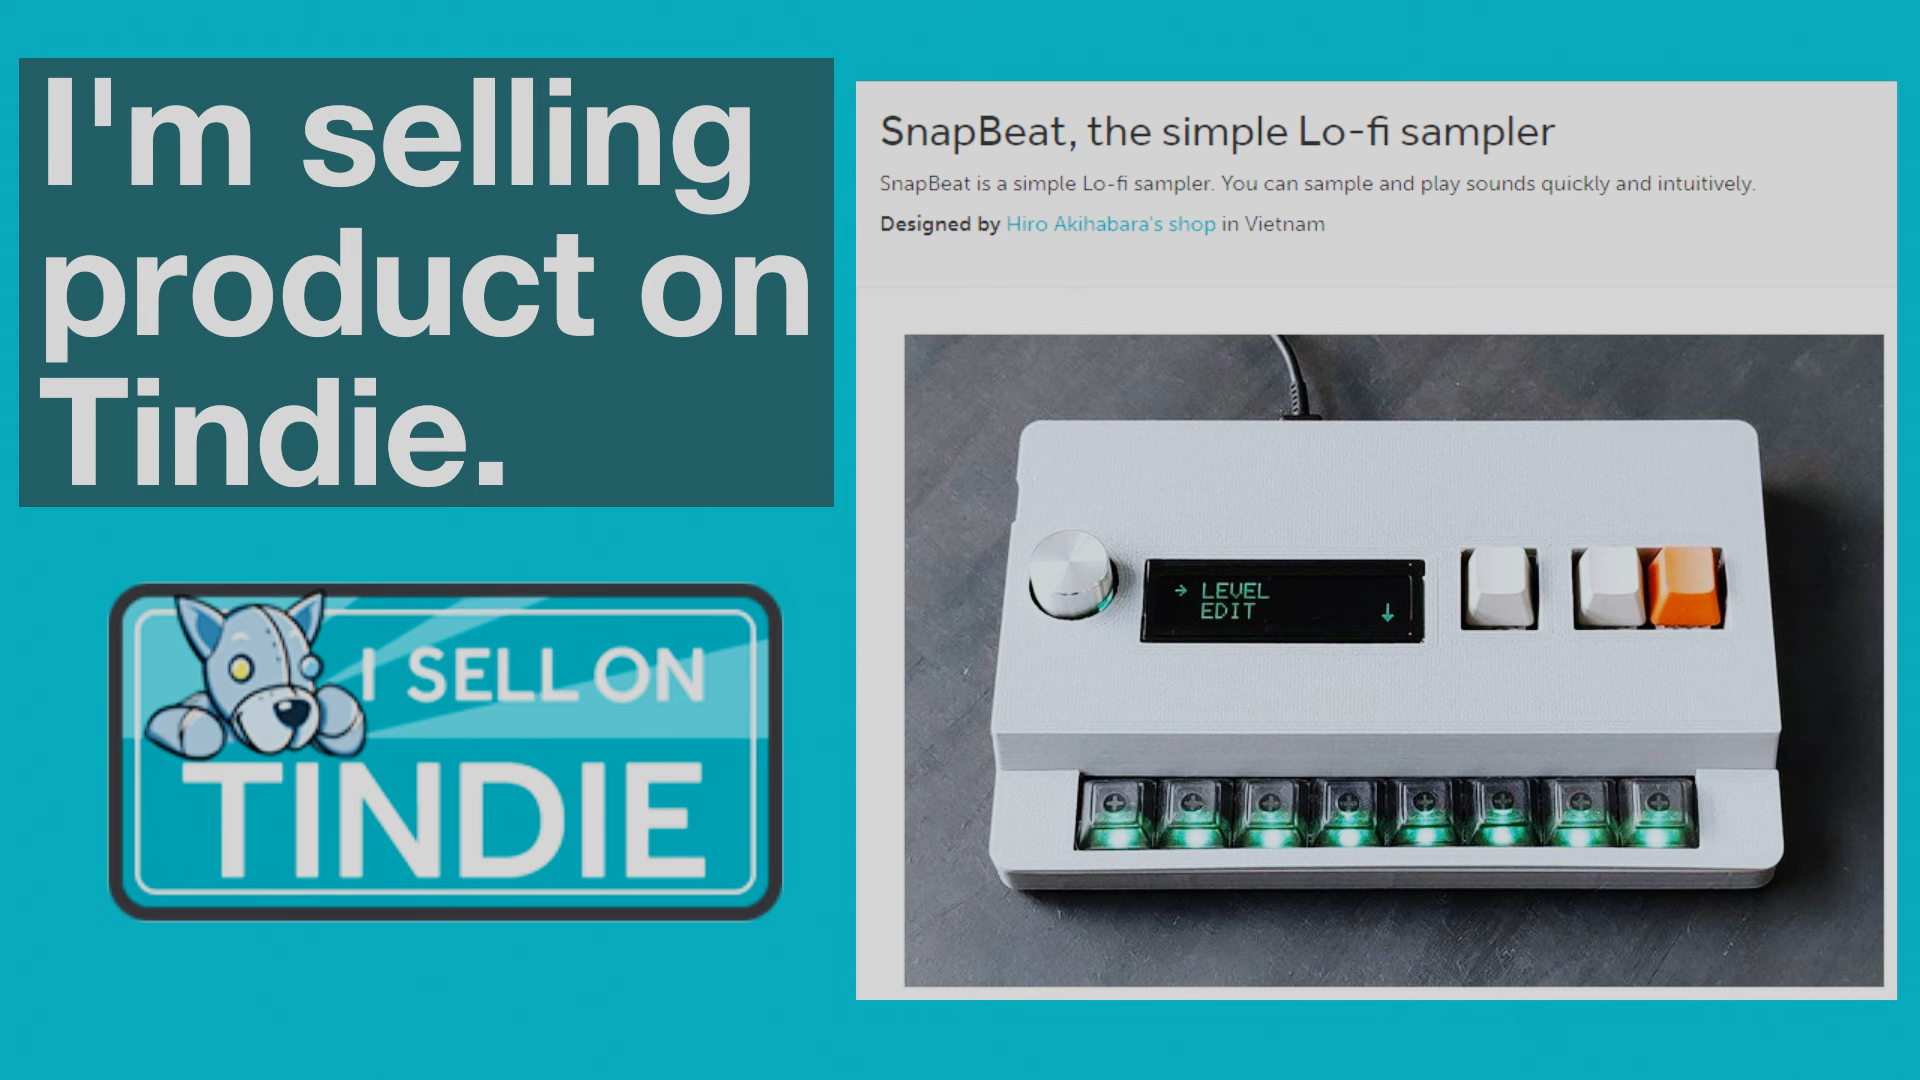 I'm selling
product on
Tindie.
I SELL ON
TINDIE
SnapBeat, the simple Lo-fi sampler
SnapBeat is a simple Lo-fi sampler. You can sample and play sounds quickly and intuitively.
Designed by Hiro Akihabara's shop in Vietnam
→ LEVEL
EDIT ↓